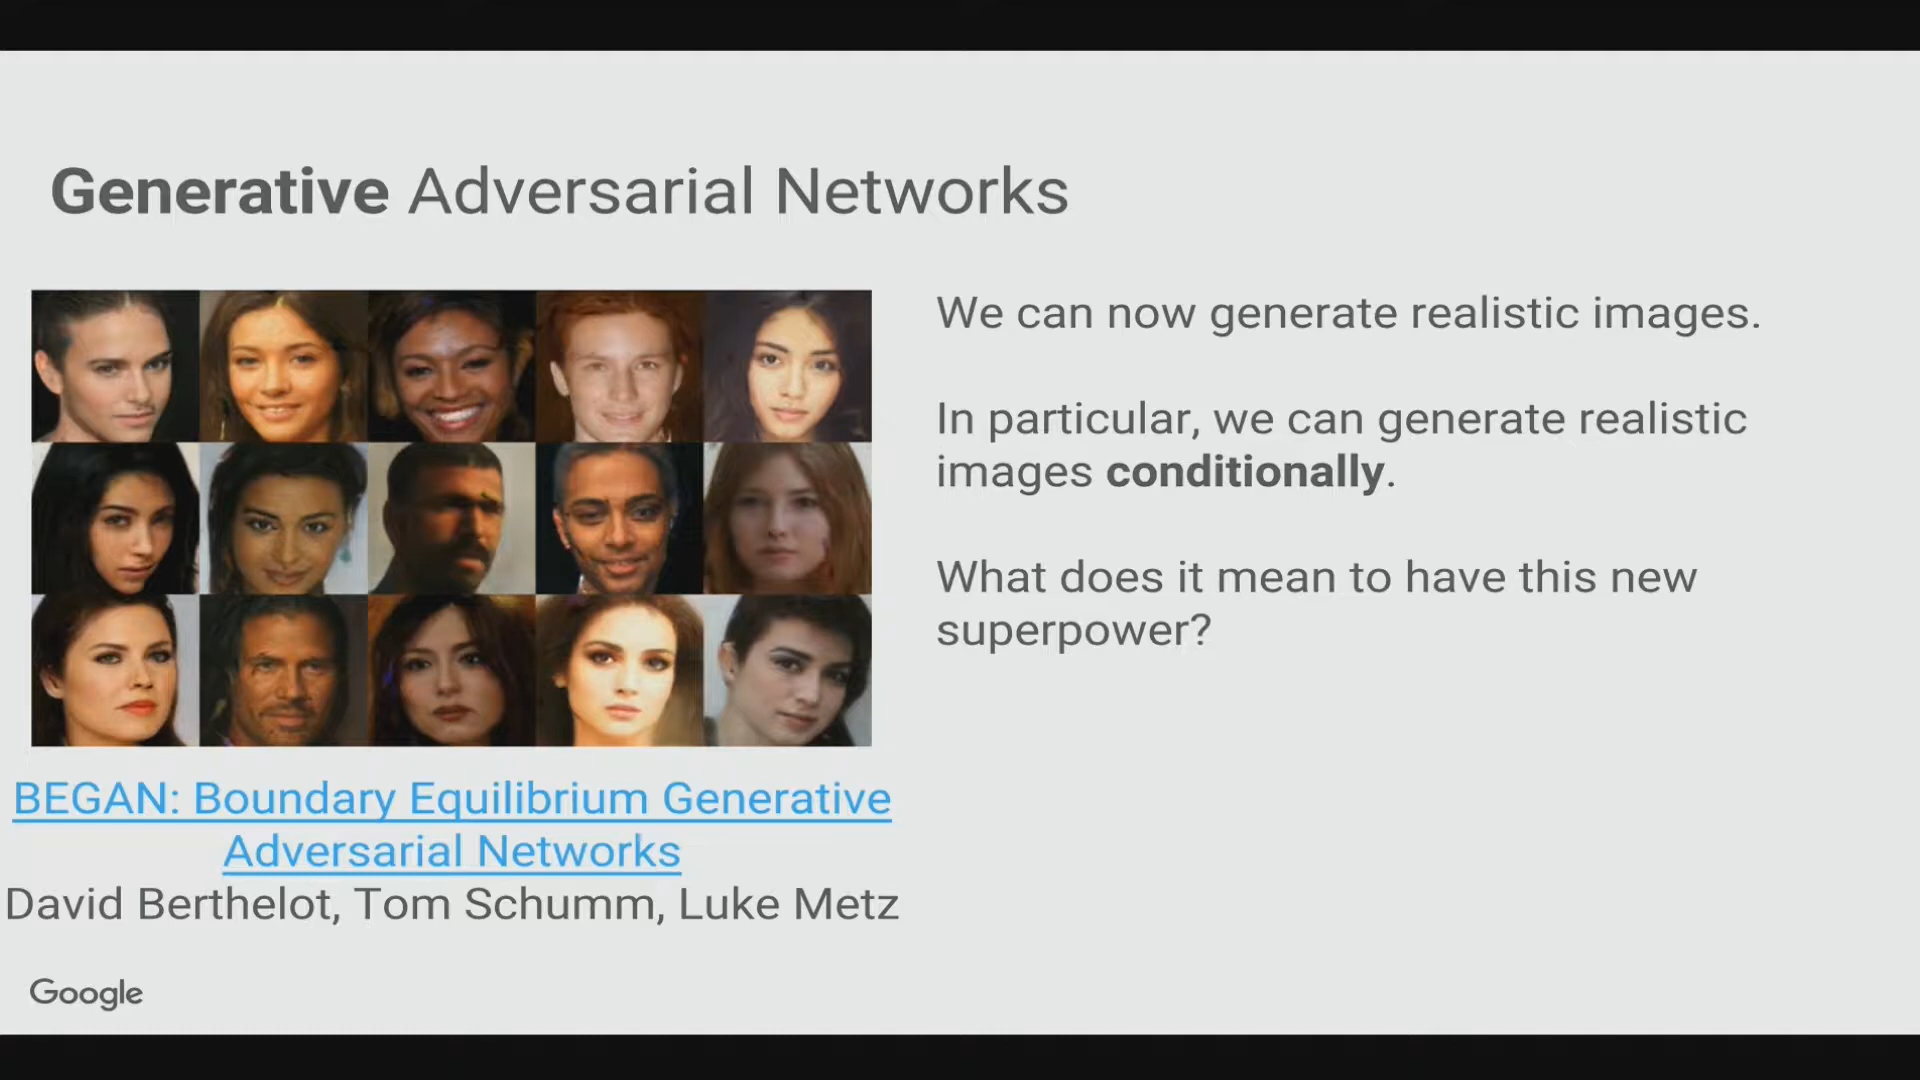 Generative Adversarial Networks
We can now generate realistic images.
In particular, we can generate realistic
images conditionally.
What does it mean to have this new
superpower?
BEGAN: Boundary Equilibrium Generative
Adversarial Networks
David Berthelot, Tom Schumm, Luke Metz
Google